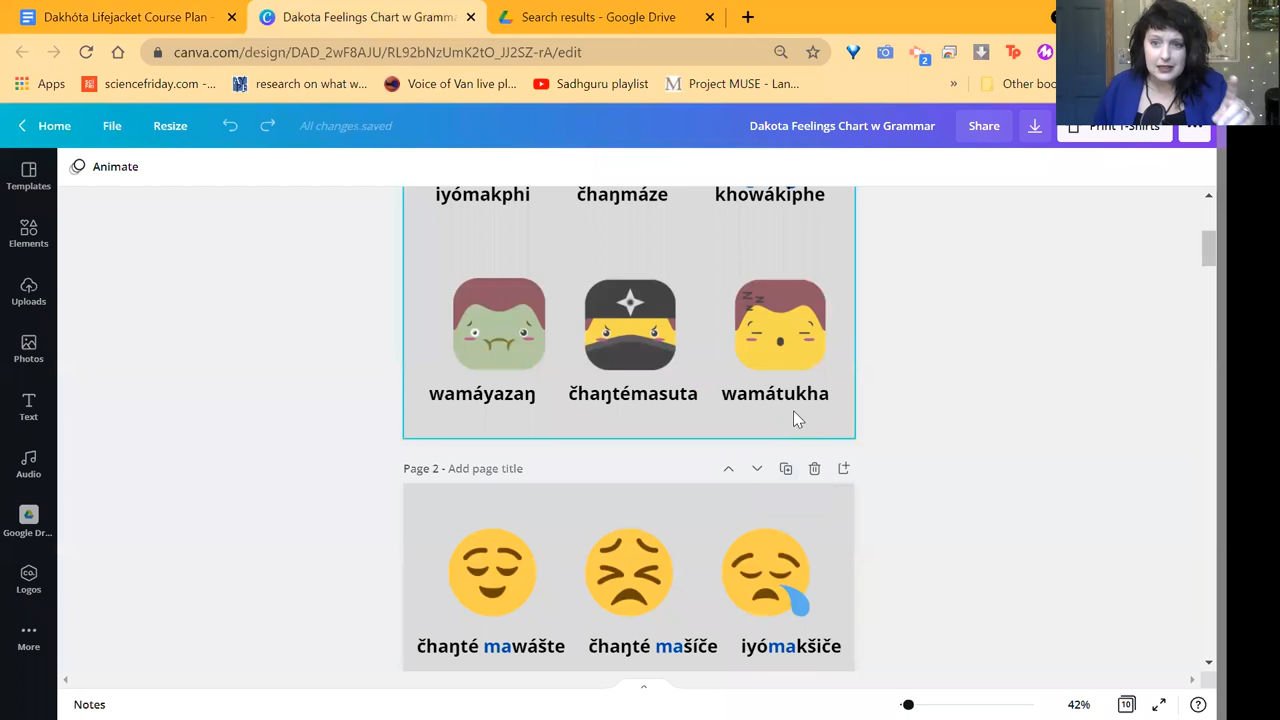 Dakhóta Lifejacket Course Plan -
Dakota Feelings Chart w Gramma
Search results - Google Drive
canva.com/design/DAD_2wF8AJU/RL92bNzUmK2tO_JJ2SZ-rA/edit
2
Tp
Apps
sciencefriday.com -...
research on what w...
Voice of Van live pl...
Sadhguru playlist
Project MUSE - Lan...
»
Other boo
Home
File
Resize
All changes saved
Dakota Feelings Chart w Grammar
Share
Print T-Shirts
Animate
Templates
Elements
Uploads
Photos
Text
Audio
Google Dr...
Logos
More
iyómakphi
čhaŋmáze
khowákiphe
wamáyazaŋ
čhaŋtémasuta
wamátukha
Page 2 - Add page title
čhaŋté mawášte
čhaŋté mašíče
iyómakšiče
Notes
42%
10